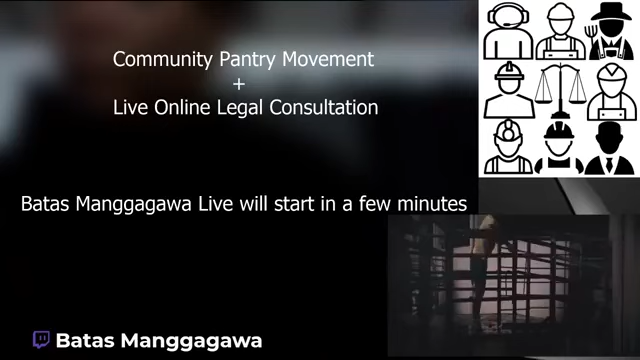 Community Pantry Movement
+
Live Online Legal Consultation
Batas Manggagawa Live will start in a few minutes
Batas Manggagawa